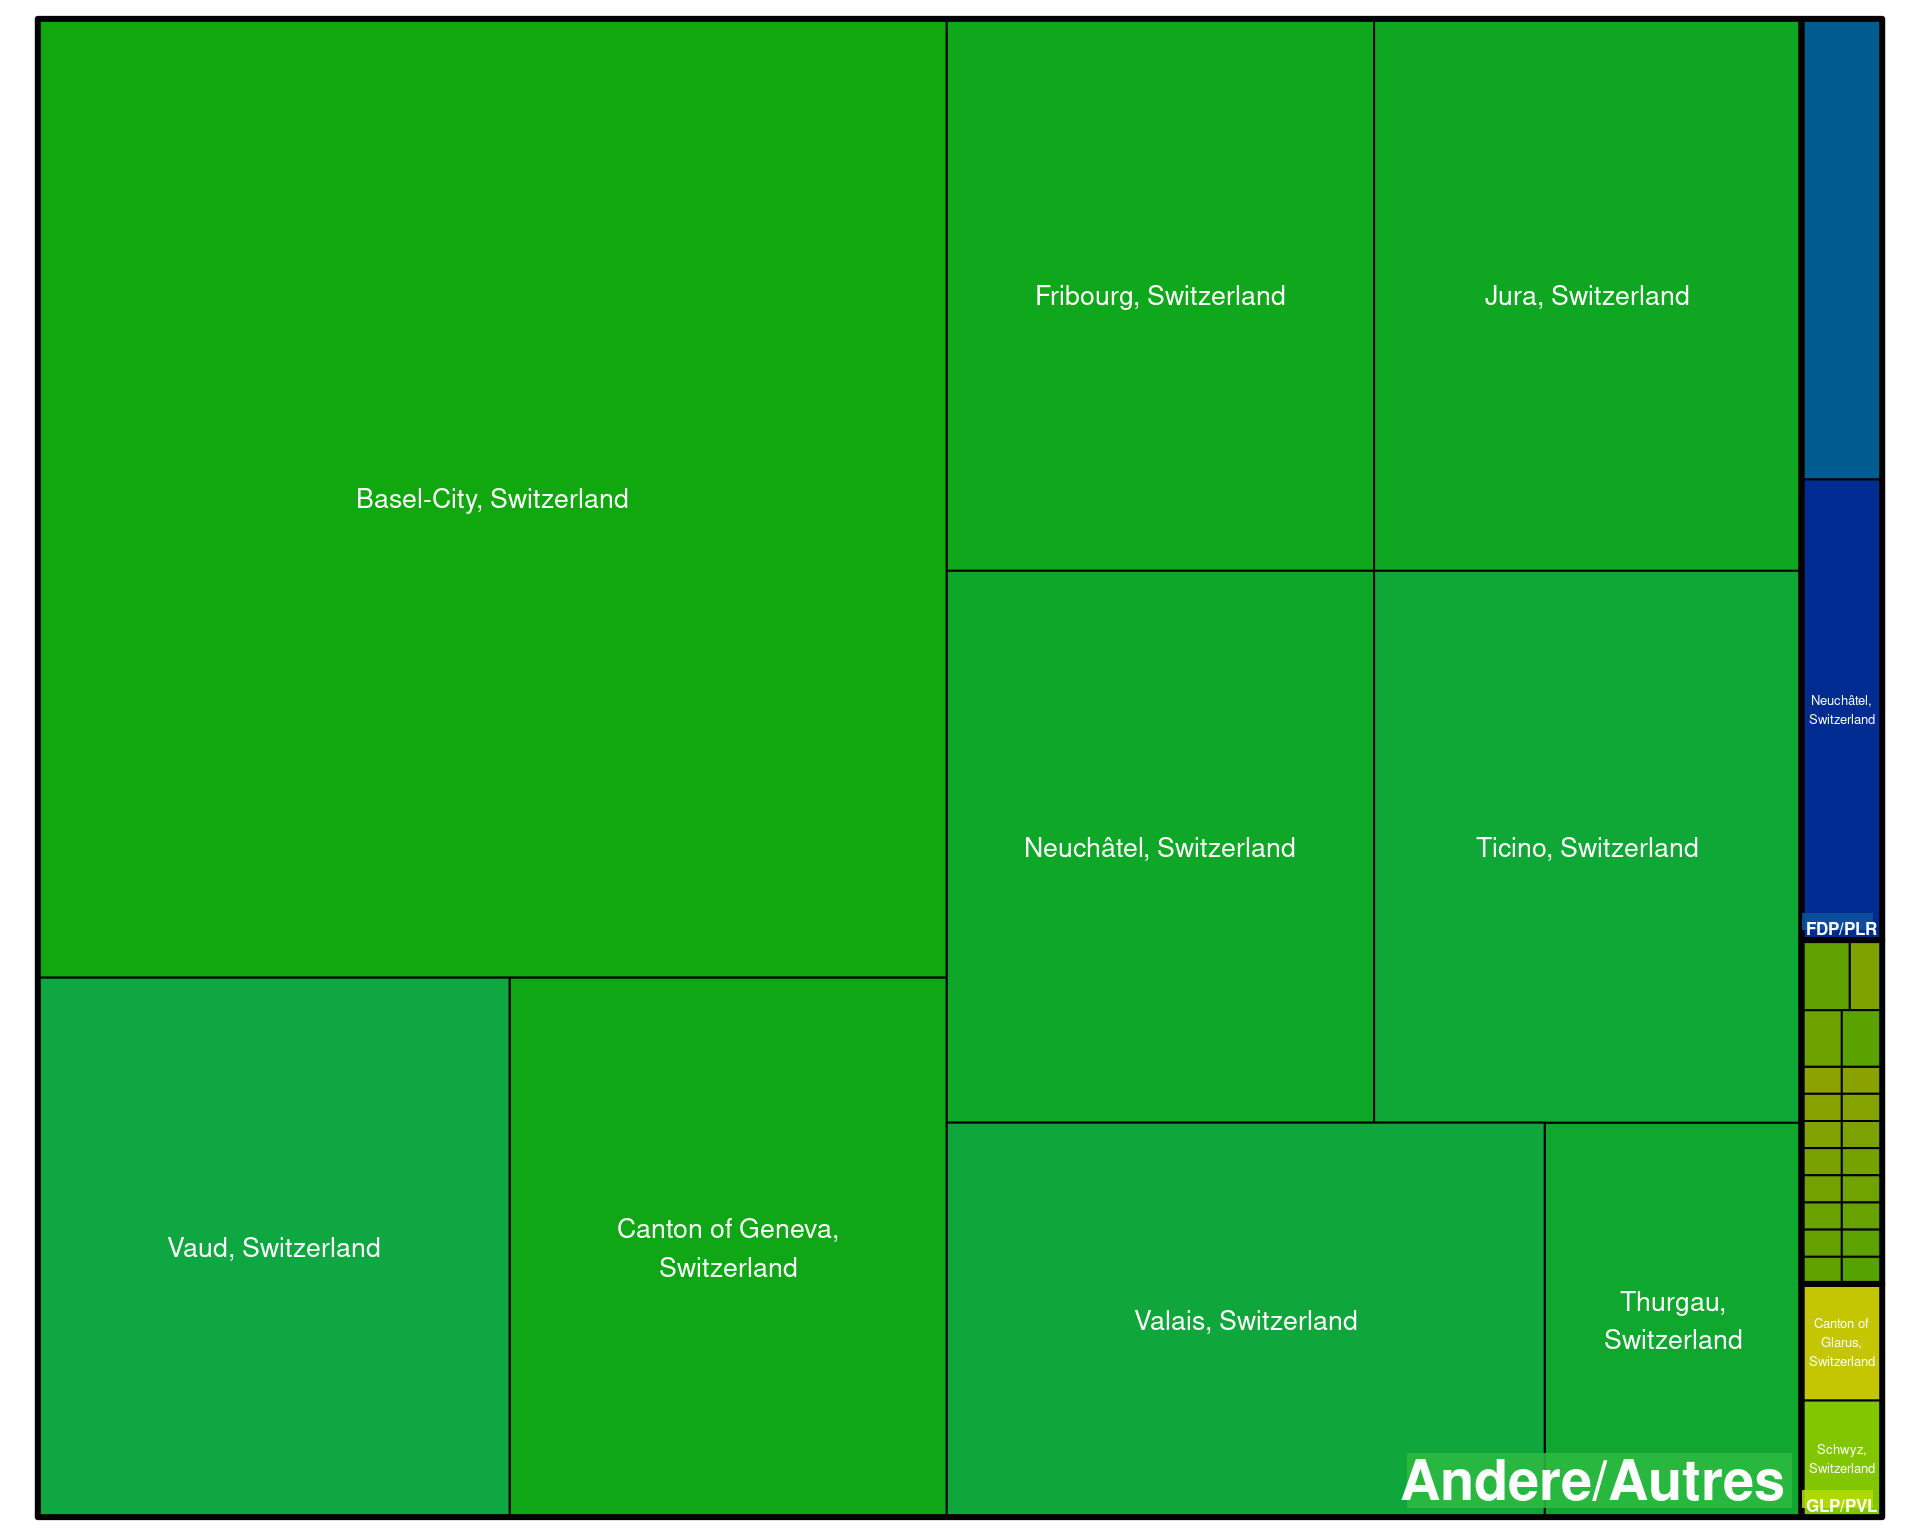 Basel-City, Switzerland
Fribourg, Switzerland
Jura, Switzerland
Neuchâtel, Switzerland
Ticino, Switzerland
Vaud, Switzerland
Canton of Geneva,
Switzerland
Valais, Switzerland
Thurgau,
Switzerland
Andere/Autres
Neuchâtel,
Switzerland
FDP/PLR
Canton of
Glarus,
Switzerland
Schwyz,
Switzerland
GLP/PVL